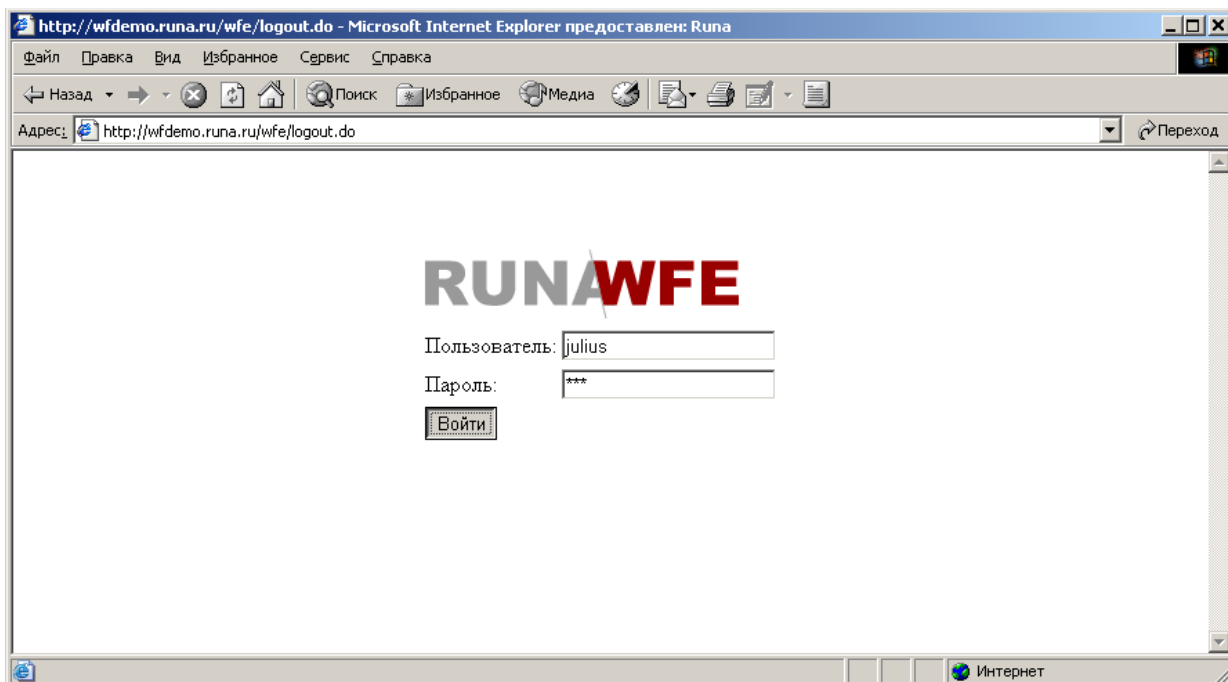 http://wfdemo.runa.ru/wfe/logout.do - Microsoft Internet Explorer предоставлен: Runa
Файл Правка Вид Избранное Сервис Справка
Назад Поиск Избранное Медиа
Адрес: http://wfdemo.runa.ru/wfe/logout.do Переход
RUNAWFE
Пользователь: julius
Пароль: ***
Войти
Интернет